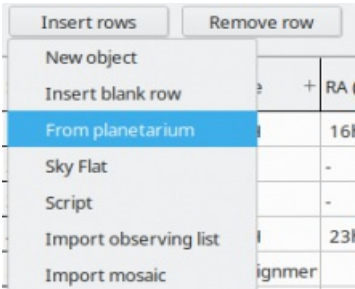 Insert rows
Remove row
New object
Insert blank row
+ RA (
From planetarium
16h
Sky Flat
-
Script
-
Import observing list
23h
Import mosaic
ignmer